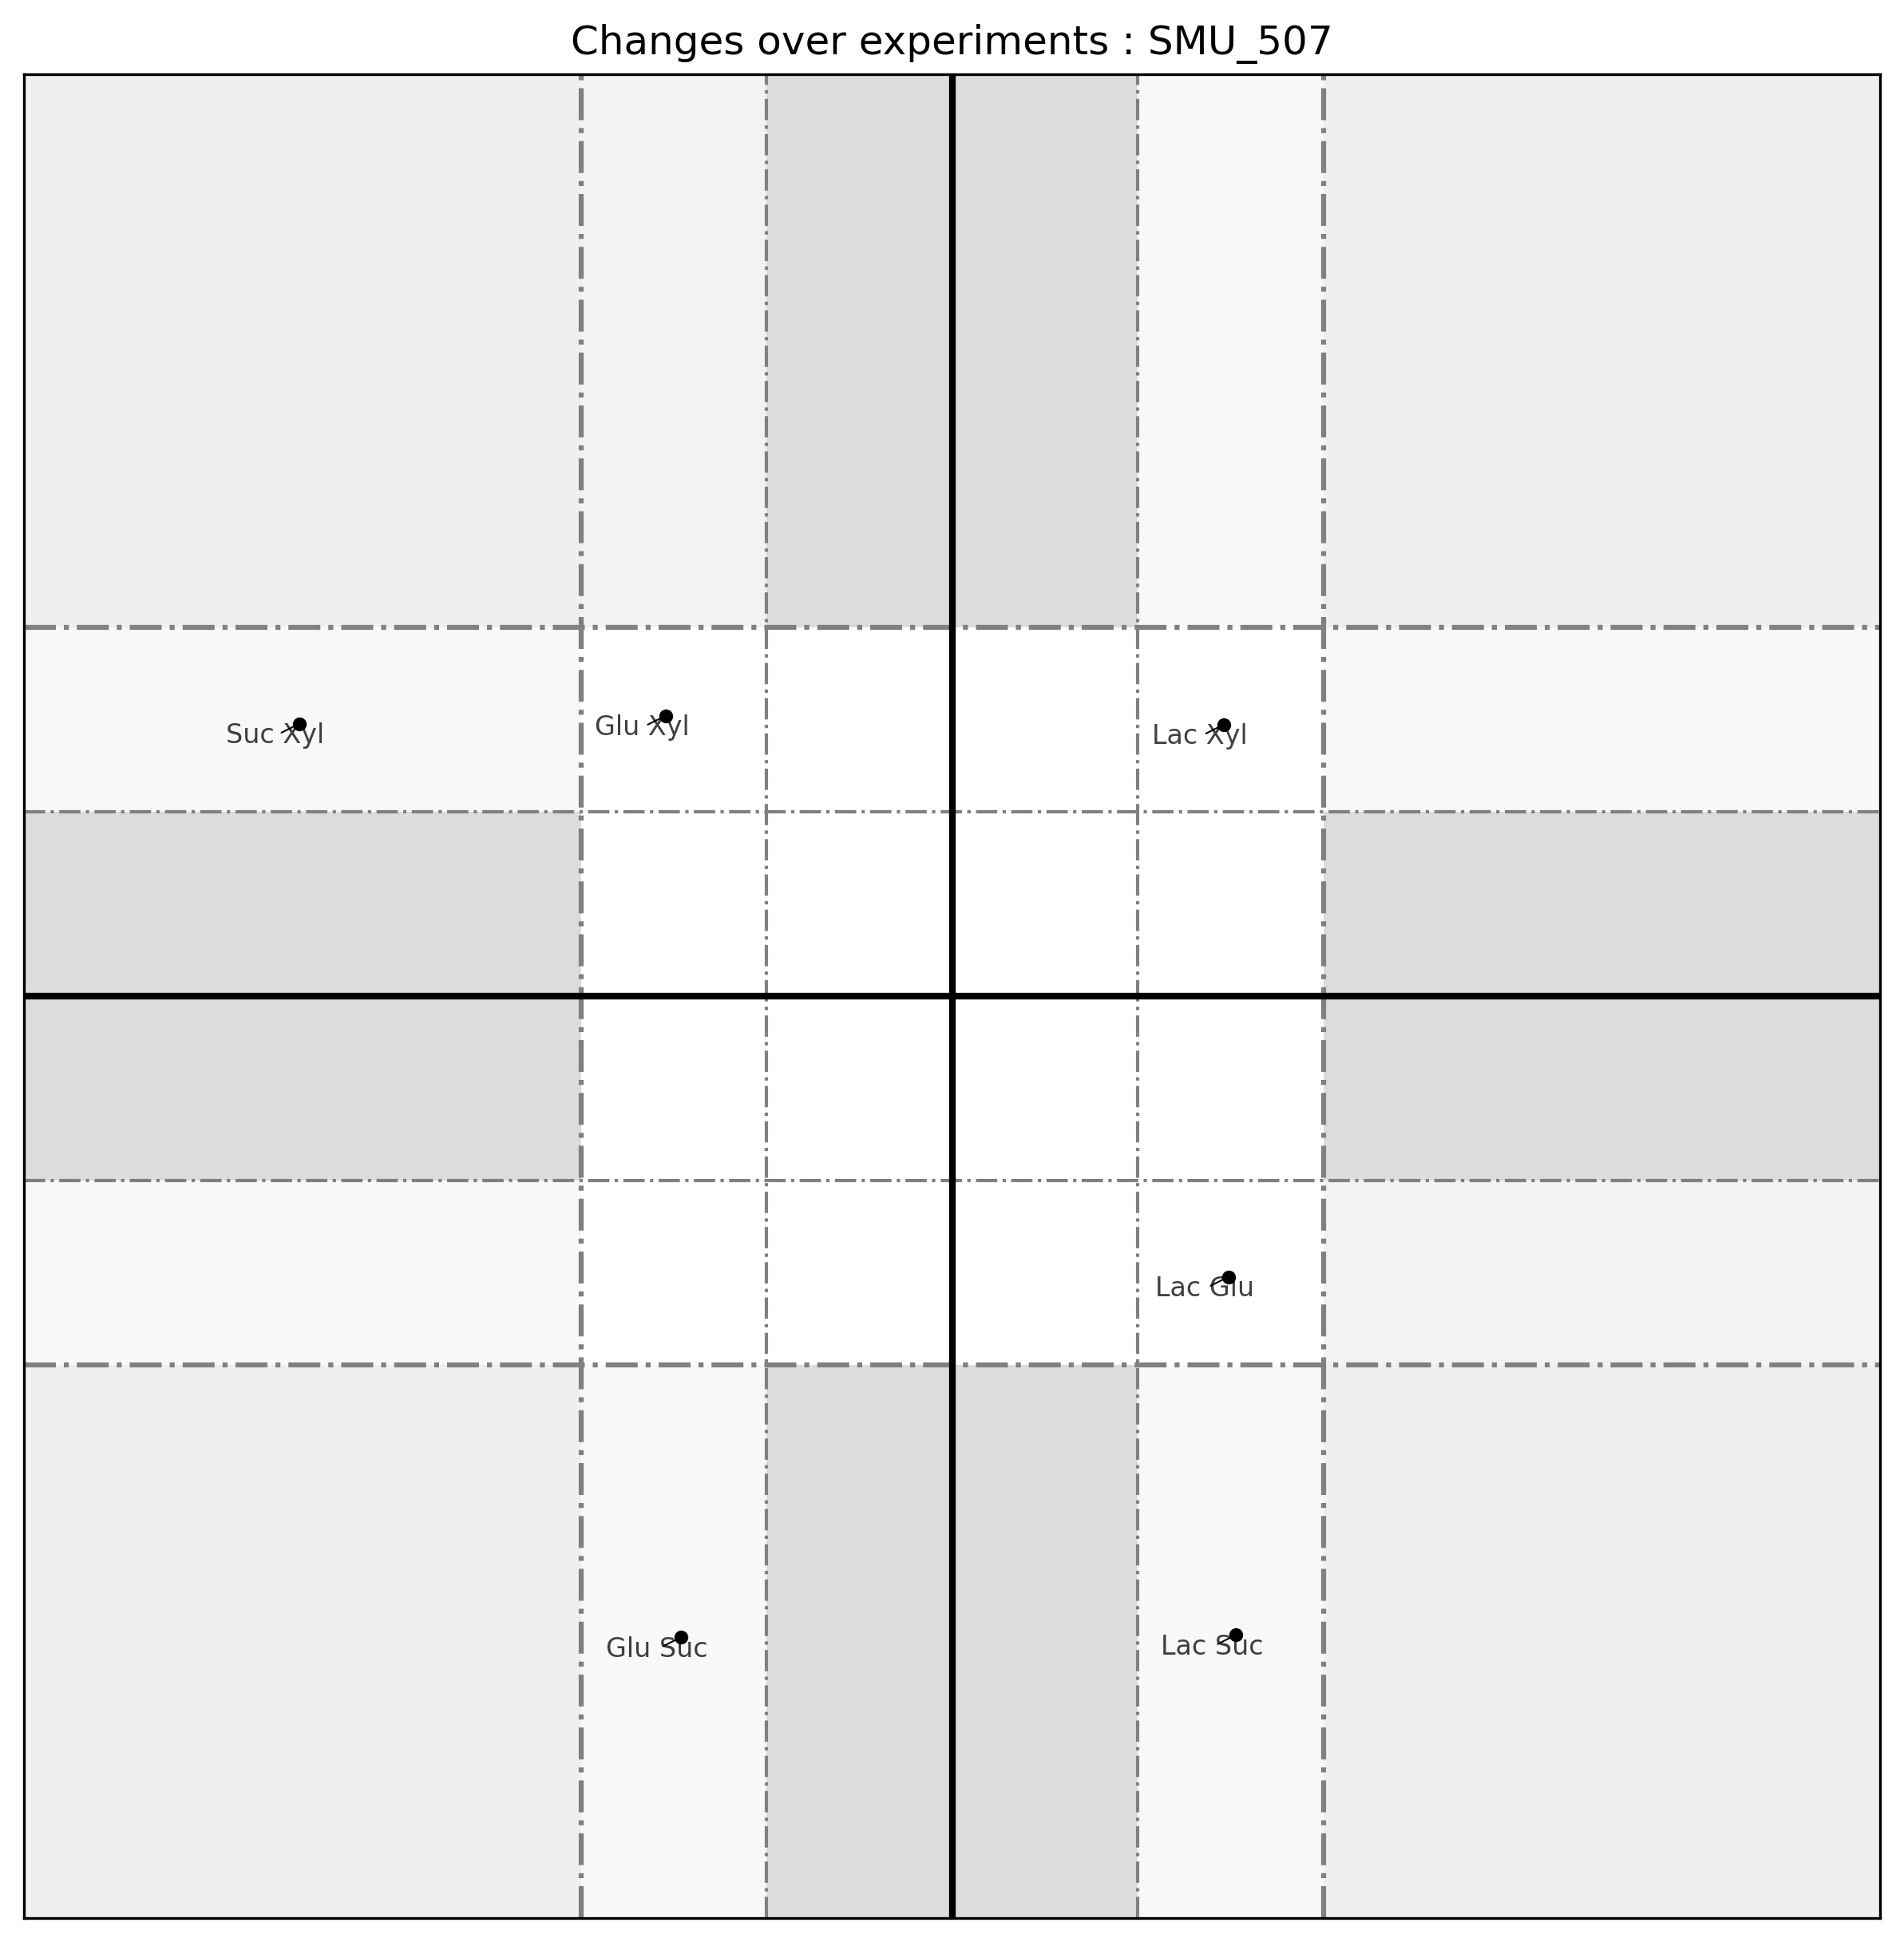 Changes over experiments : SMU_507
Suc Xyl
Glu Xyl
Lac Xyl
Lac Glu
Glu Suc
Lac Suc